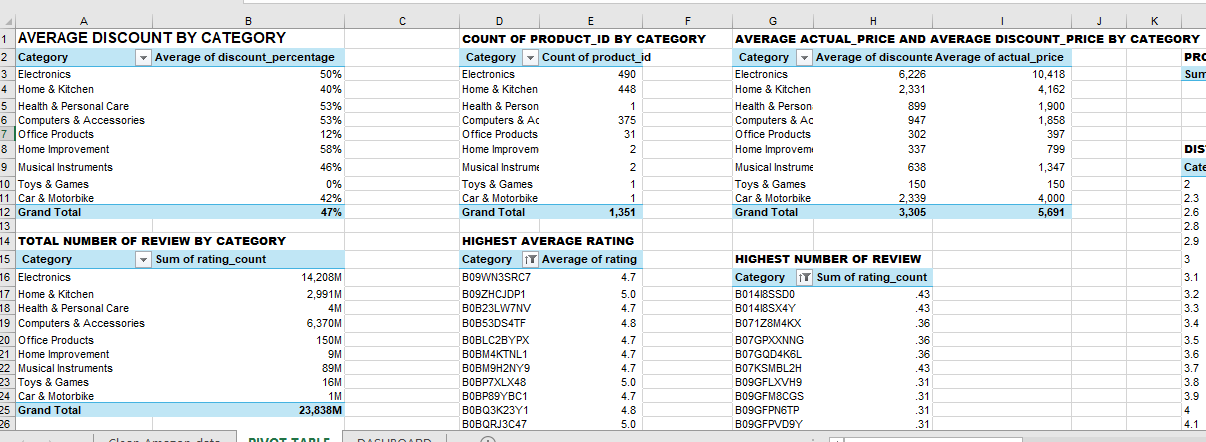 A B C D E F G H I J K
1 AVERAGE DISCOUNT BY CATEGORY COUNT OF PRODUCT_ID BY CATEGORY AVERAGE ACTUAL_PRICE AND AVERAGE DISCOUNT_PRICE BY CATEGORY
2 Category Average of discount_percentage Category Count of product_id Category Average of discounte Average of actual_price PRO
3 Electronics 50% Electronics 490 Electronics 6,226 10,418 Sum
4 Home & Kitchen 40% Home & Kitchen 448 Home & Kitchen 2,331 4,162
5 Health & Personal Care 53% Health & Person 1 Health & Person 899 1,900
6 Computers & Accessories 53% Computers & Ac 375 Computers & Ac 947 1,858
7 Office Products 12% Office Products 31 Office Products 302 397
8 Home Improvement 58% Home Improvem 2 Home Improvem 337 799 DIS
9 Musical Instruments 46% Musical Instrume 2 Musical Instrume 638 1,347 Cate
10 Toys & Games 0% Toys & Games 1 Toys & Games 150 150 2
11 Car & Motorbike 42% Car & Motorbike 1 Car & Motorbike 2,339 4,000 2.3
12 Grand Total 47% Grand Total 1,351 Grand Total 3,305 5,691 2.6
13 2.8
14 TOTAL NUMBER OF REVIEW BY CATEGORY HIGHEST AVERAGE RATING 2.9
15 Category Sum of rating_count Category Average of rating HIGHEST NUMBER OF REVIEW 3
16 Electronics 14,208M B09WN3SRC7 4.7 Category Sum of rating_count 3.1
17 Home & Kitchen 2,991M B09ZHCJDP1 5.0 B014I8SSD0 .43 3.2
18 Health & Personal Care 4M B0B23LW7NV 4.7 B014I8SX4Y .43 3.3
19 Computers & Accessories 6,370M B0B53DS4TF 4.8 B071Z8M4KX .36 3.4
20 Office Products 150M B0BLC2BYPX 4.7 B07GPXXNNG .36 3.5
21 Home Improvement 9M B0BM4KTNL1 4.7 B07GQD4K6L .36 3.6
22 Musical Instruments 89M B0BM9H2NY9 4.7 B07KSMBL2H .43 3.7
23 Toys & Games 16M B0BP7XLX48 5.0 B09GFLXVH9 .31 3.8
24 Car & Motorbike 1M B0BP89YBC1 4.7 B09GFM8CGS .31 3.9
25 Grand Total 23,838M B0BQ3K23Y1 4.8 B09GFPN6TP .31 4
26 B0BQRJ3C47 5.0 B09GFPVD9Y .31 4.1
Clean Amazon data PIVOT TABLE DASHBOARD